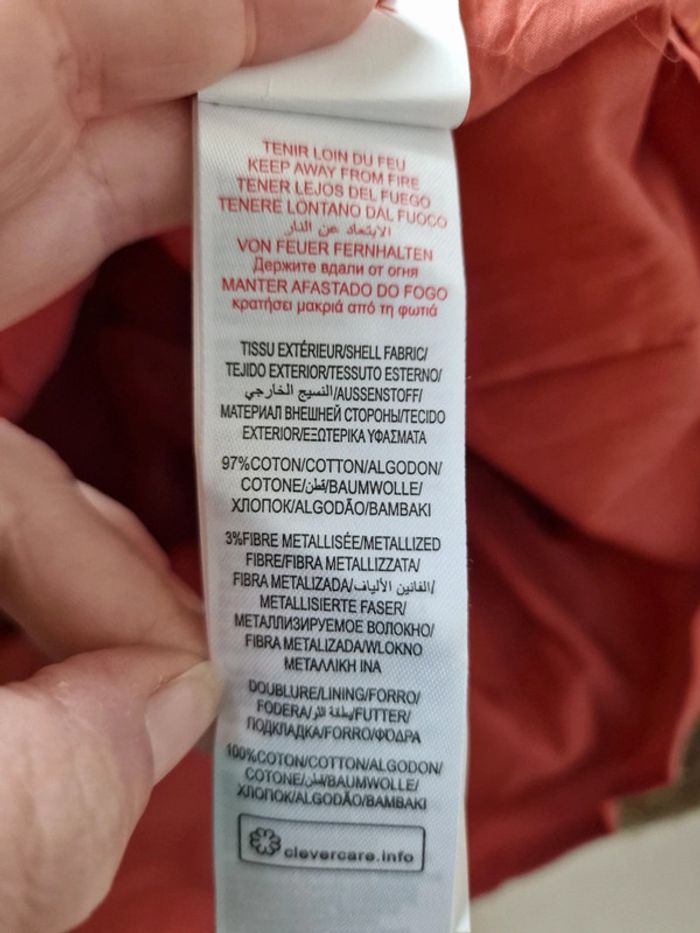 TENIR LOIN DU FEU
KEEP AWAY FROM FIRE
TENER LEJOS DEL FUEGO
TENERE LONTANO DAL FUOCO
الابتعاد عن النار
VON FEUER FERNHALTEN
Держите вдали от огня
MANTER AFASTADO DO FOGO
κρατήσει μακριά από τη φωτιά
TISSU EXTÉRIEUR/SHELL FABRIC/
TEJIDO EXTERIOR/TESSUTO ESTERNO/
النسيج الخارجي/AUSSENSTOFF/
МАТЕРИАЛ ВНЕШНЕЙ СТОРОНЫ/TECIDO
EXTERIOR/ΕΞΩΤΕΡΙΚΑ ΥΦΑΣΜΑΤΑ
97%COTON/COTTON/ALGODON/
COTONE/قطن/BAUMWOLLE/
ХЛОПОК/ALGODÃO/BAMBAKI
3%FIBRE METALLISÉE/METALLIZED
FIBRE/FIBRA METALLIZZATA/
FIBRA METALIZADA/الفانين الألياف/
METALLISIERTE FASER/
МЕТАЛЛИЗИРУЕМОЕ ВОЛОКНО/
FIBRA METALIZADA/WLOKNO
ΜΕΤΑΛΛΙΚΗ ΙΝΑ
DOUBLURE/LINING/FORRO/
FODERA/ /FUTTER/
ПОДКЛАДКА/FORRO/ΦΟΔΡΑ
100%COTON/COTTON/ALGODON/
COTONE/قطن/BAUMWOLLE/
ХЛОПОК/ALGODÃO/BAMBAKI
clevercare.info